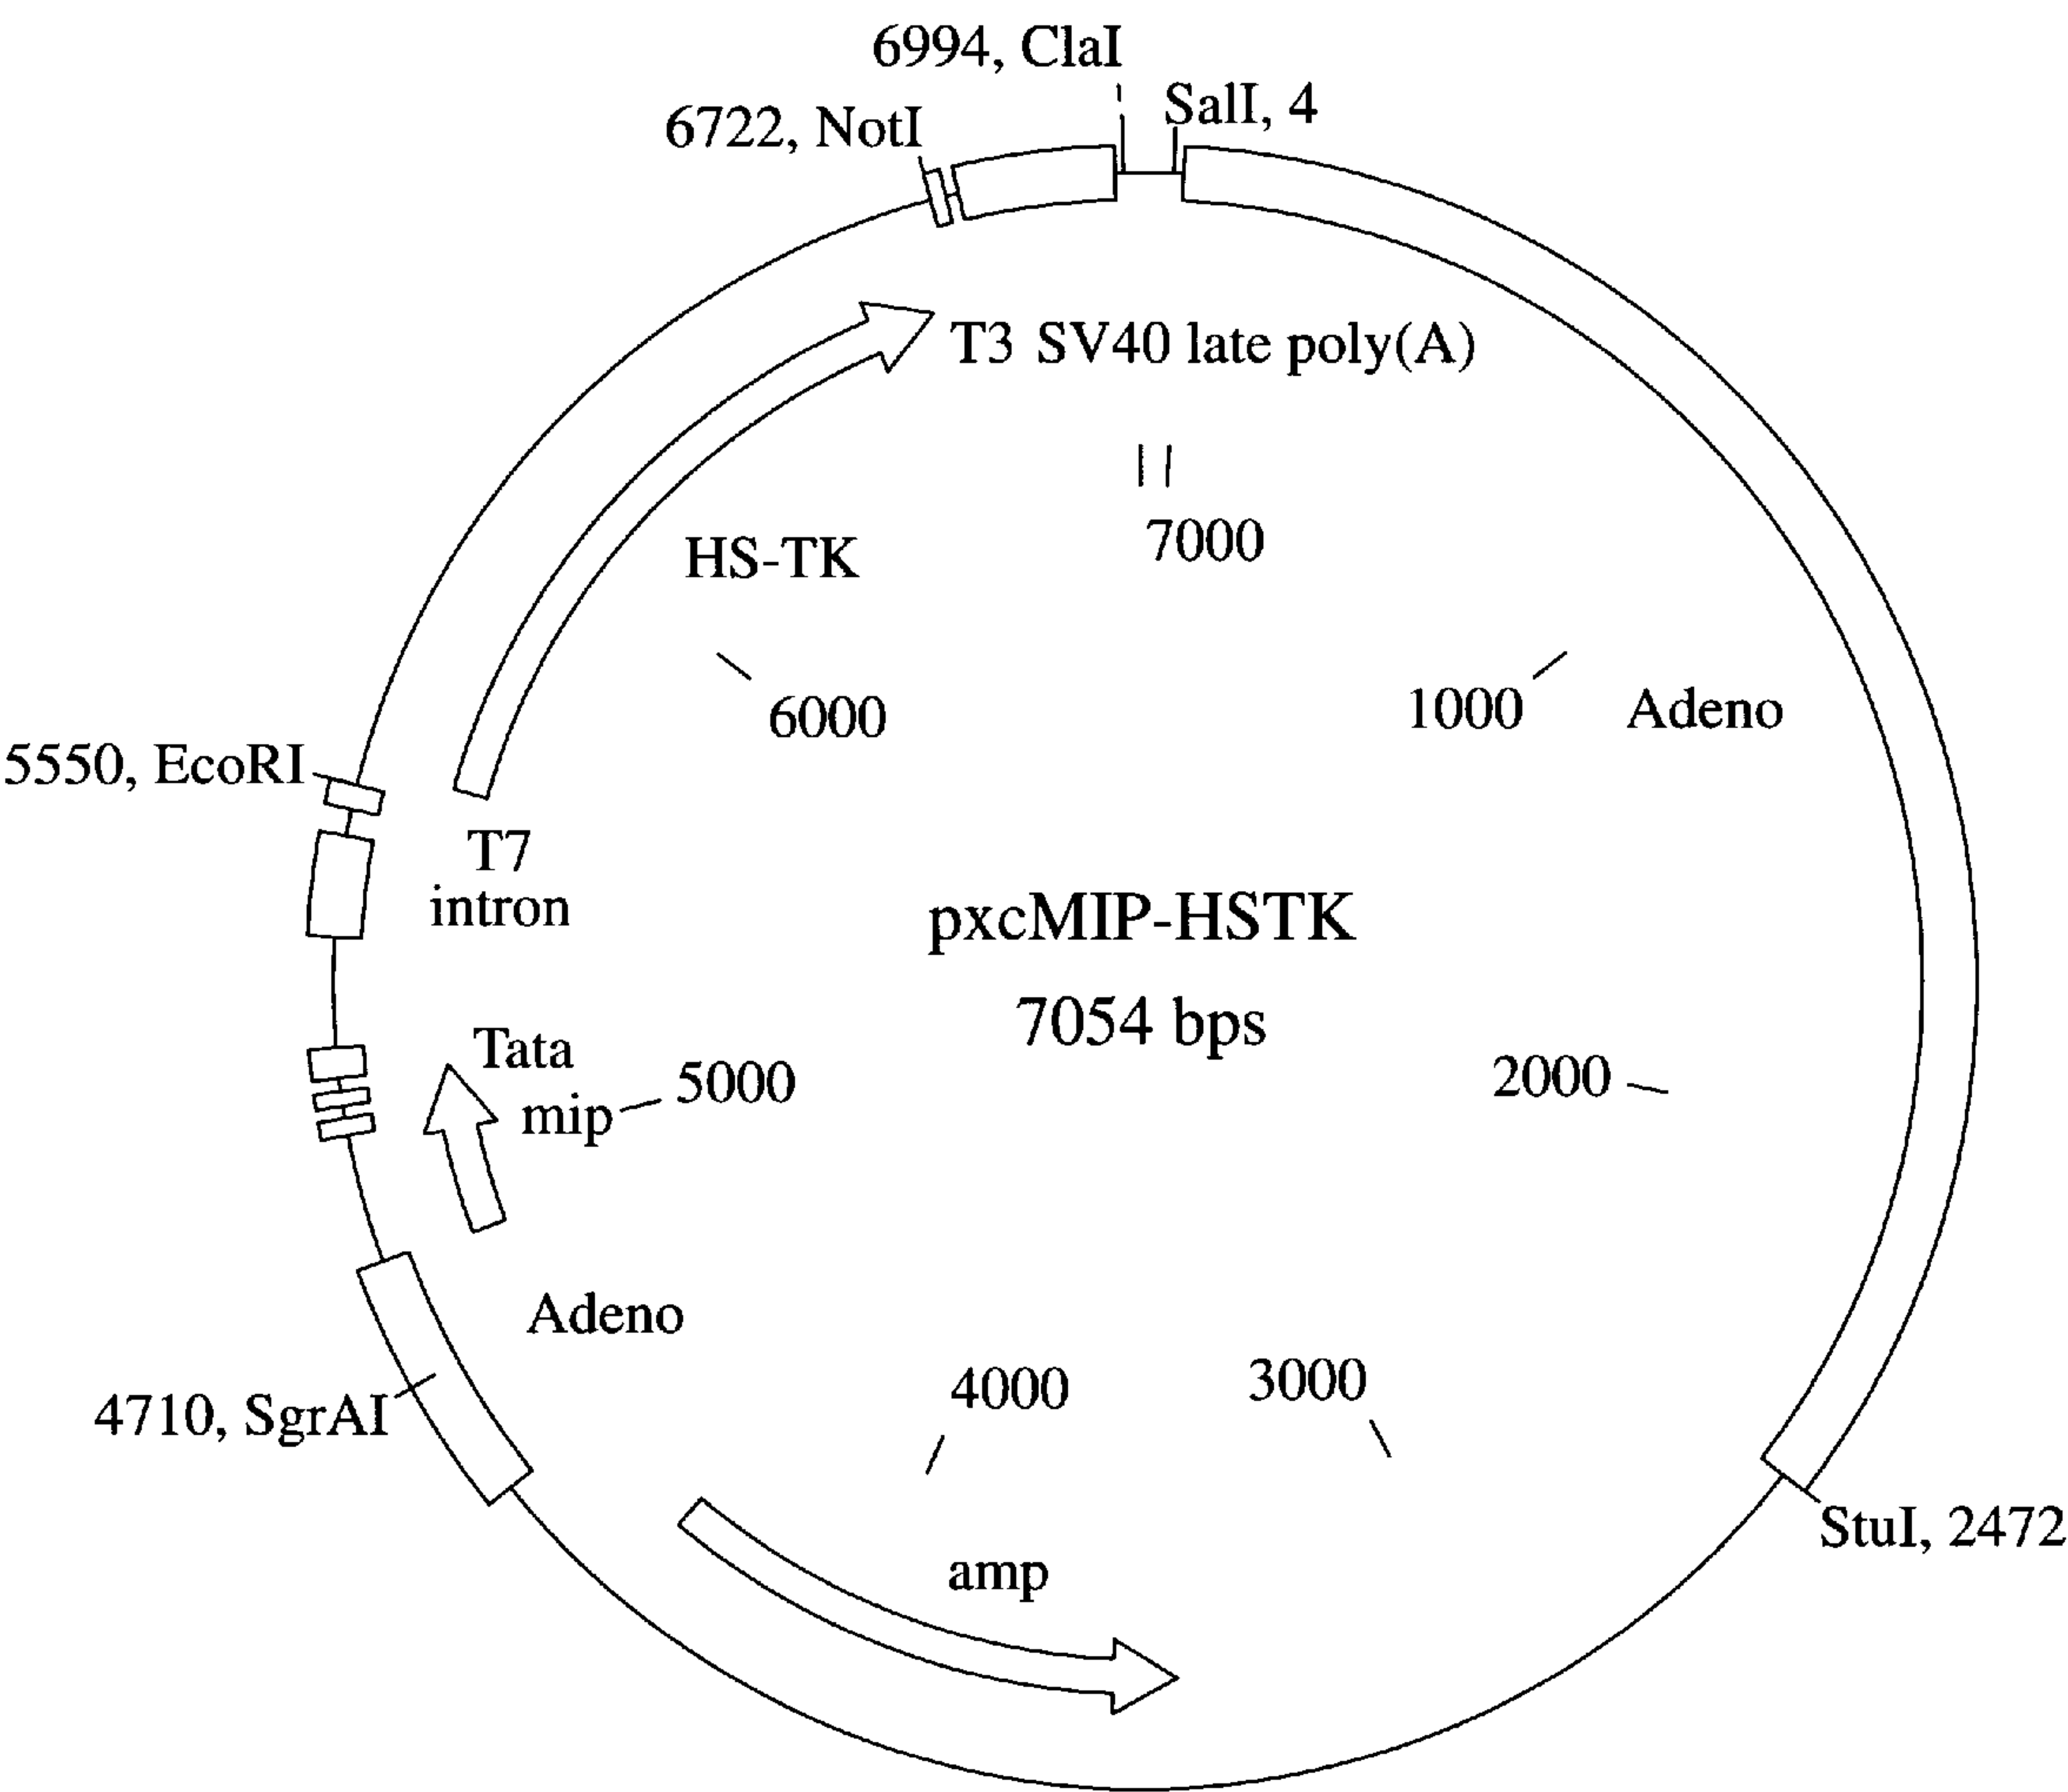 6994, ClaI
SalI, 4
6722, NotI
T3 SV40 late poly(A)
7000
HS-TK
6000
1000
Adeno
5550, EcoRI
T7
intron
pxcMIP-HSTK
7054 bps
Tata
mip
5000
2000
Adeno
4710, SgrAI
4000
3000
StuI, 2472
amp